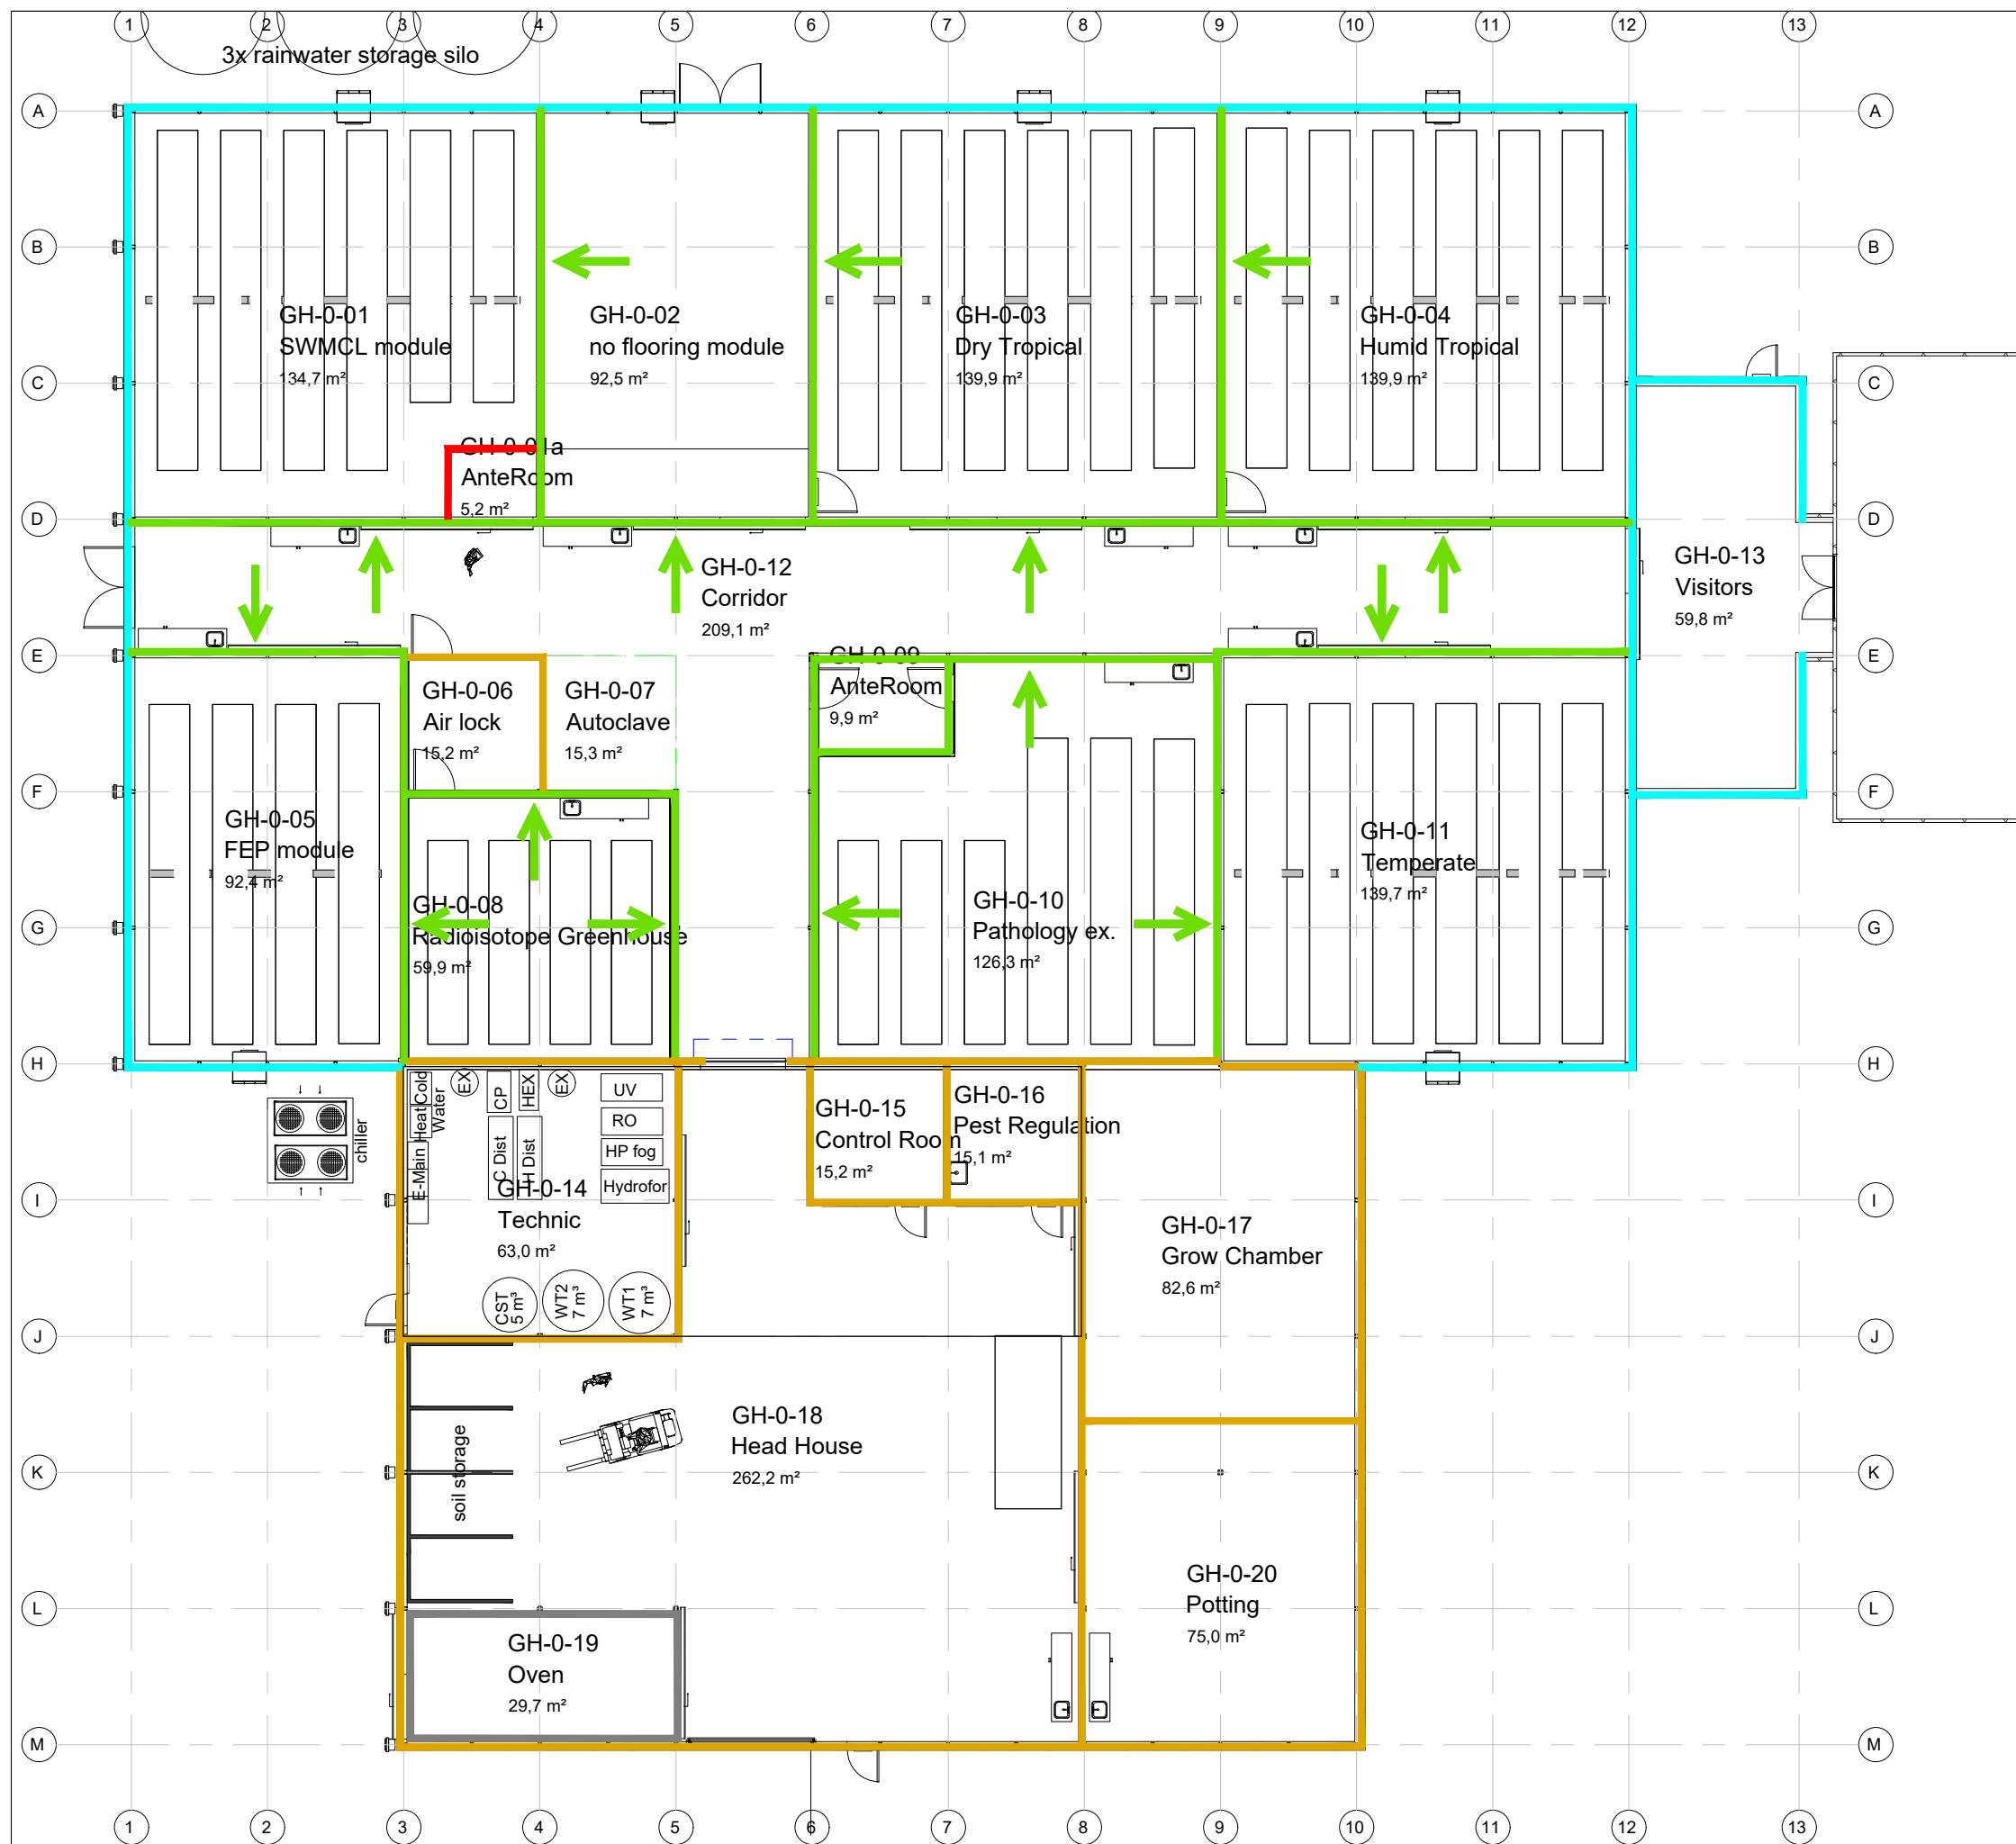 1 2 3 4 5 6 7 8 9 10 11 12 13
3x rainwater storage silo
A A
B B
GH-0-01
SWMCL module
134,7 m²
GH-0-02
no flooring module
92,5 m²
GH-0-03
Dry Tropical
139,9 m²
GH-0-04
Humid Tropical
139,9 m²
C C
GH-0-01a
AnteRoom
5,2 m²
D D
GH-0-12
Corridor
209,1 m²
GH-0-13
Visitors
59,8 m²
E E
GH-0-06
Air lock
15,2 m²
GH-0-07
Autoclave
15,3 m²
GH-0-09
AnteRoom
9,9 m²
F F
GH-0-05
FEP module
92,4 m²
GH-0-08
Radioisotope Greenhouse
59,9 m²
GH-0-10
Pathology ex.
126,3 m²
GH-0-11
Temperate
139,7 m²
G G
H H
chiller
E-Main
Heat
Cold
Water
EX
CP
HEX
EX
C Dist
H Dist
UV
RO
HP fog
Hydrofor
GH-0-14
Technic
63,0 m²
CST
5 m³
WT2
7 m³
WT1
7 m³
GH-0-15
Control Room
15,2 m²
GH-0-16
Pest Regulation
15,1 m²
I I
GH-0-17
Grow Chamber
82,6 m²
J J
soil storage
GH-0-18
Head House
262,2 m²
K K
GH-0-20
Potting
75,0 m²
L L
GH-0-19
Oven
29,7 m²
M M
1 2 3 4 5 6 7 8 9 10 11 12 13